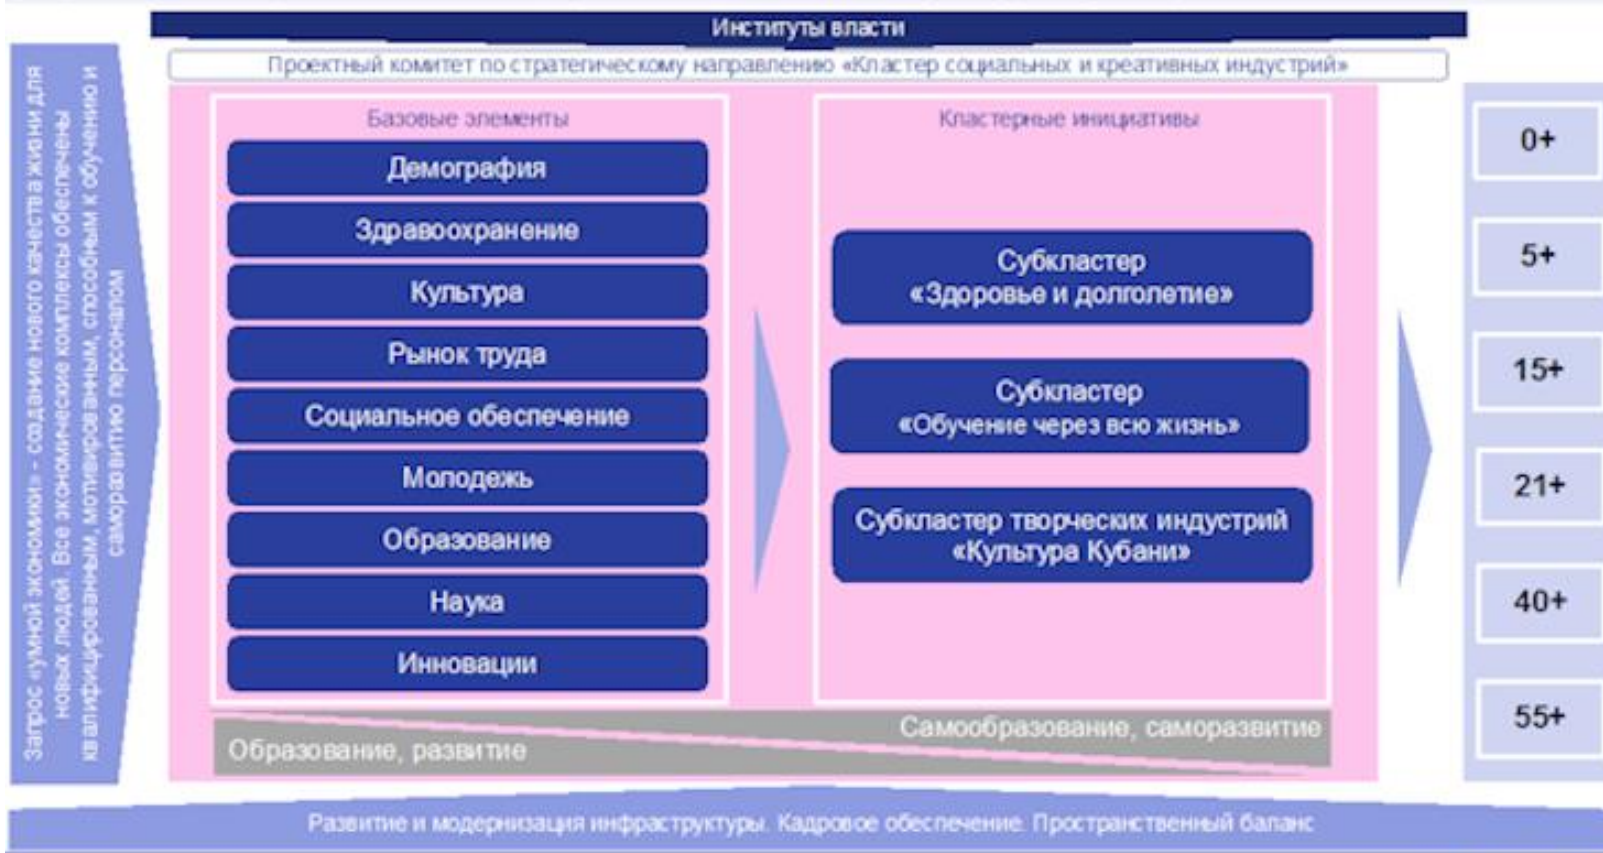 Институты власти
Проектный комитет по стратегическому направлению «Кластер социальных и креативных индустрий»
Запрос «умной экономики» - создание нового качества жизни для
новых людей. Все экономические комплексы обеспечены
квалифицированным, мотивированным, способным к обучению и
саморазвитию персоналом
Базовые элементы
Демография
Здравоохранение
Культура
Рынок труда
Социальное обеспечение
Молодежь
Образование
Наука
Инновации
Кластерные инициативы
Субкластер
«Здоровье и долголетие»
Субкластер
«Обучение через всю жизнь»
Субкластер творческих индустрий
«Культура Кубани»
Образование, развитие
Самообразование, саморазвитие
0+
5+
15+
21+
40+
55+
Развитие и модернизация инфраструктуры. Кадровое обеспечение. Пространственный баланс